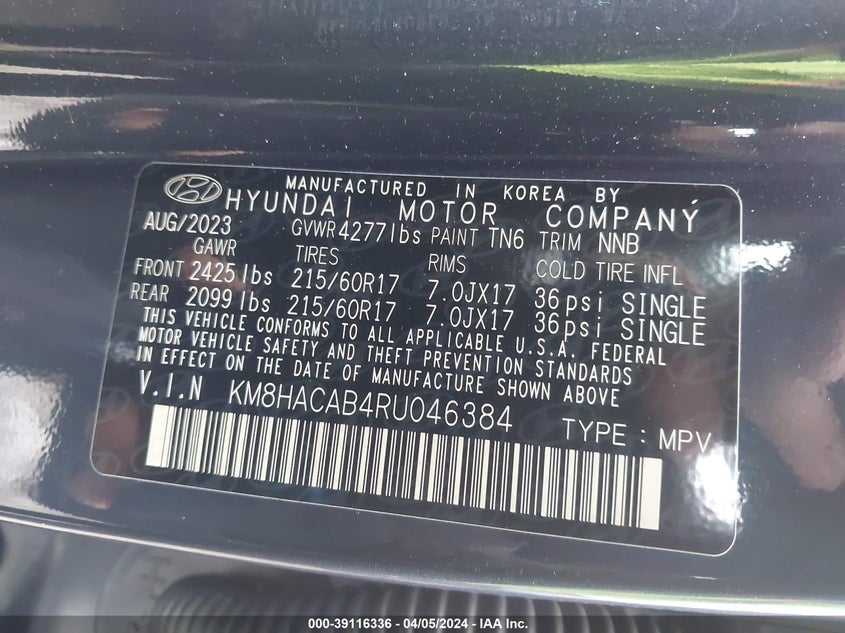 MANUFACTURED IN KOREA BY
HYUNDAI MOTOR COMPANY
AUG/2023 GVWR 4277lbs PAINT TN6 TRIM NNB
GAWR TIRES RIMS COLD TIRE INFL
FRONT 2425lbs 215/60R17 7.0JX17 36psi SINGLE
REAR 2099lbs 215/60R17 7.0JX17 36psi SINGLE
THIS VEHICLE CONFORMS TO ALL APPLICABLE U.S.A. FEDERAL
MOTOR VEHICLE SAFETY AND THEFT PREVENTION STANDARDS
IN EFFECT ON THE DATE OF MANUFACTURE SHOWN ABOVE
V.I.N KM8HACAB4RU046384 TYPE : MPV
000-39116336 - 04/05/2024 - IAA Inc.